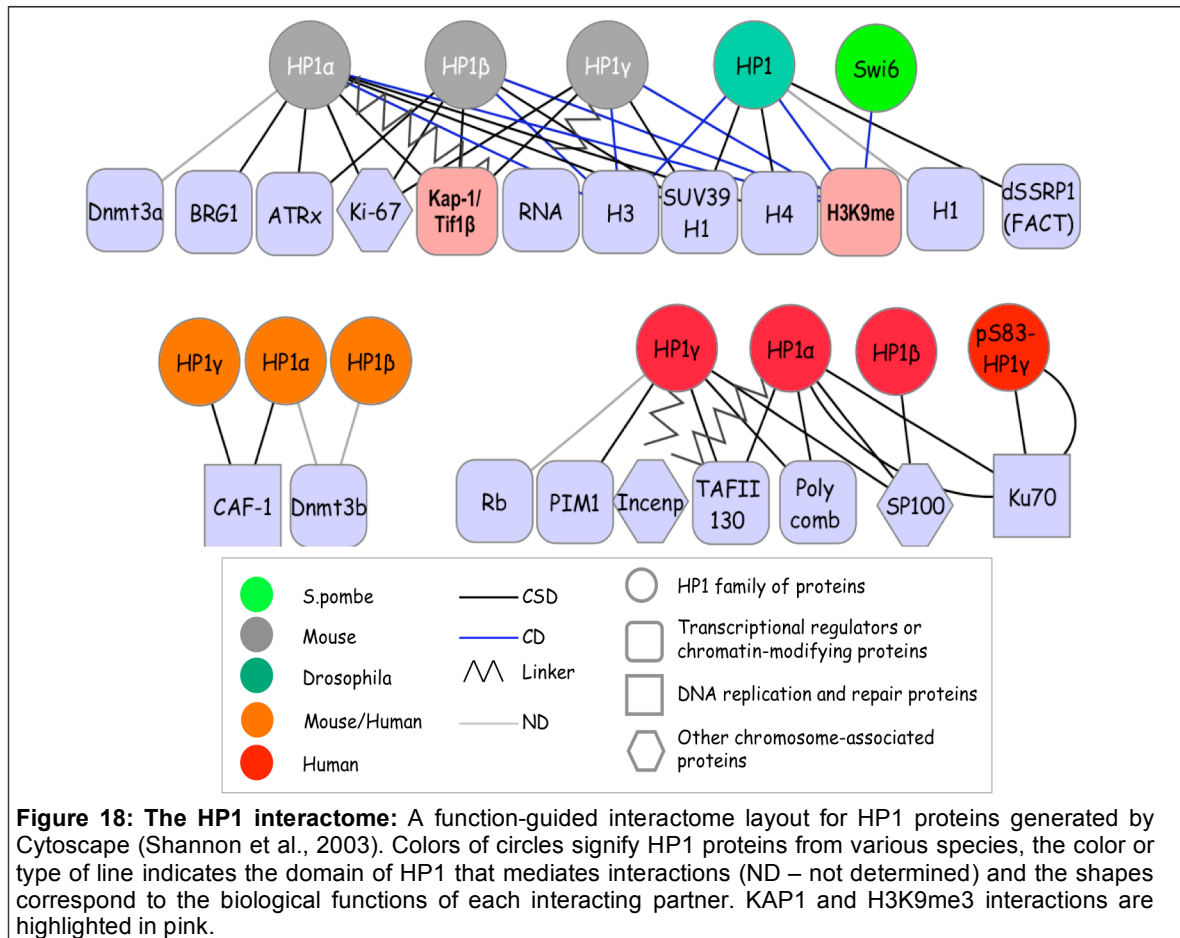 HP1α HP1β HP1γ HP1 Swi6
Dnmt3a BRG1 ATRx Ki-67 Kap-1/ Tif1β RNA H3 SUV39 H1 H4 H3K9me H1 dSSRP1 (FACT)
HP1γ HP1α HP1β HP1γ HP1α HP1β pS83- HP1γ
CAF-1 Dnmt3b Rb PIM1 Incenp TAFII 130 Poly comb SP100 Ku70
S.pombe
Mouse
Drosophila
Mouse/Human
Human
CSD
CD
Linker
ND
HP1 family of proteins
Transcriptional regulators or
chromatin-modifying proteins
DNA replication and repair proteins
Other chromosome-associated
proteins
Figure 18: The HP1 interactome: A function-guided interactome layout for HP1 proteins generated by
Cytoscape (Shannon et al., 2003). Colors of circles signify HP1 proteins from various species, the color or
type of line indicates the domain of HP1 that mediates interactions (ND – not determined) and the shapes
correspond to the biological functions of each interacting partner. KAP1 and H3K9me3 interactions are
highlighted in pink.